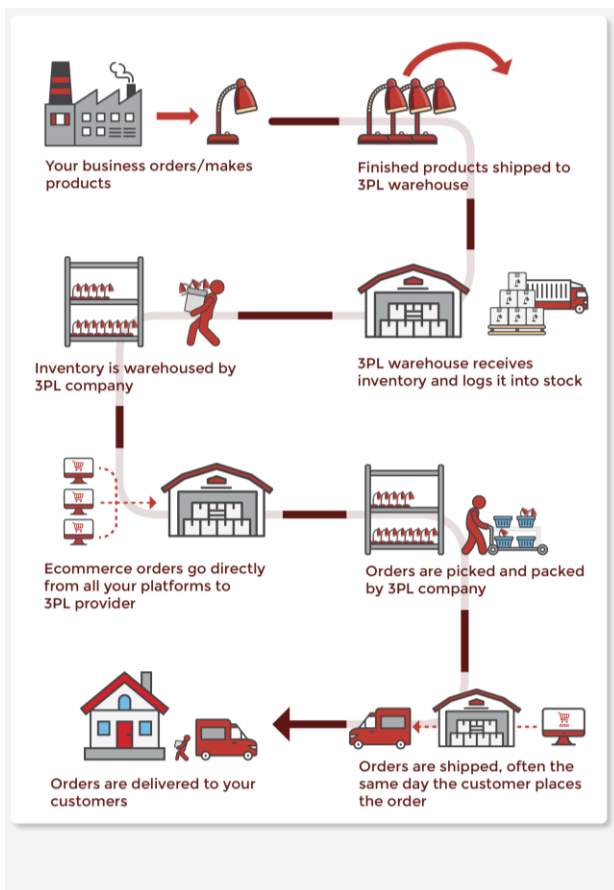 Your business orders/makes
products
Finished products shipped to
3PL warehouse
3PL warehouse receives
inventory and logs it into stock
Inventory is warehoused by
3PL company
Ecommerce orders go directly
from all your platforms to
3PL provider
Orders are picked and packed
by 3PL company
Orders are shipped, often the
same day the customer places
the order
Orders are delivered to your
customers